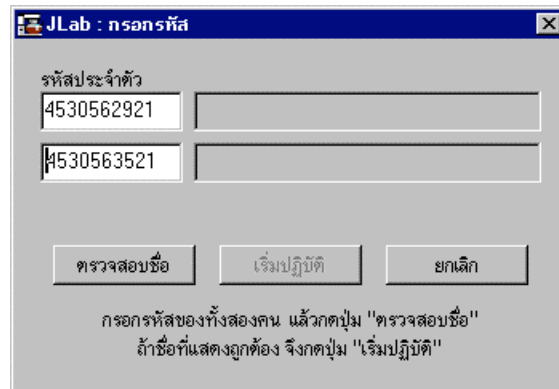 JLab : กรอกรหัส
รหัสประจำตัว
4530562921
4530563521
ตรวจสอบชื่อ เริ่มปฏิบัติ ยกเลิก
กรอกรหัสของทั้งสองคน แล้วกดปุ่ม "ตรวจสอบชื่อ"
ถ้าชื่อที่แสดงถูกต้อง จึงกดปุ่ม "เริ่มปฏิบัติ"